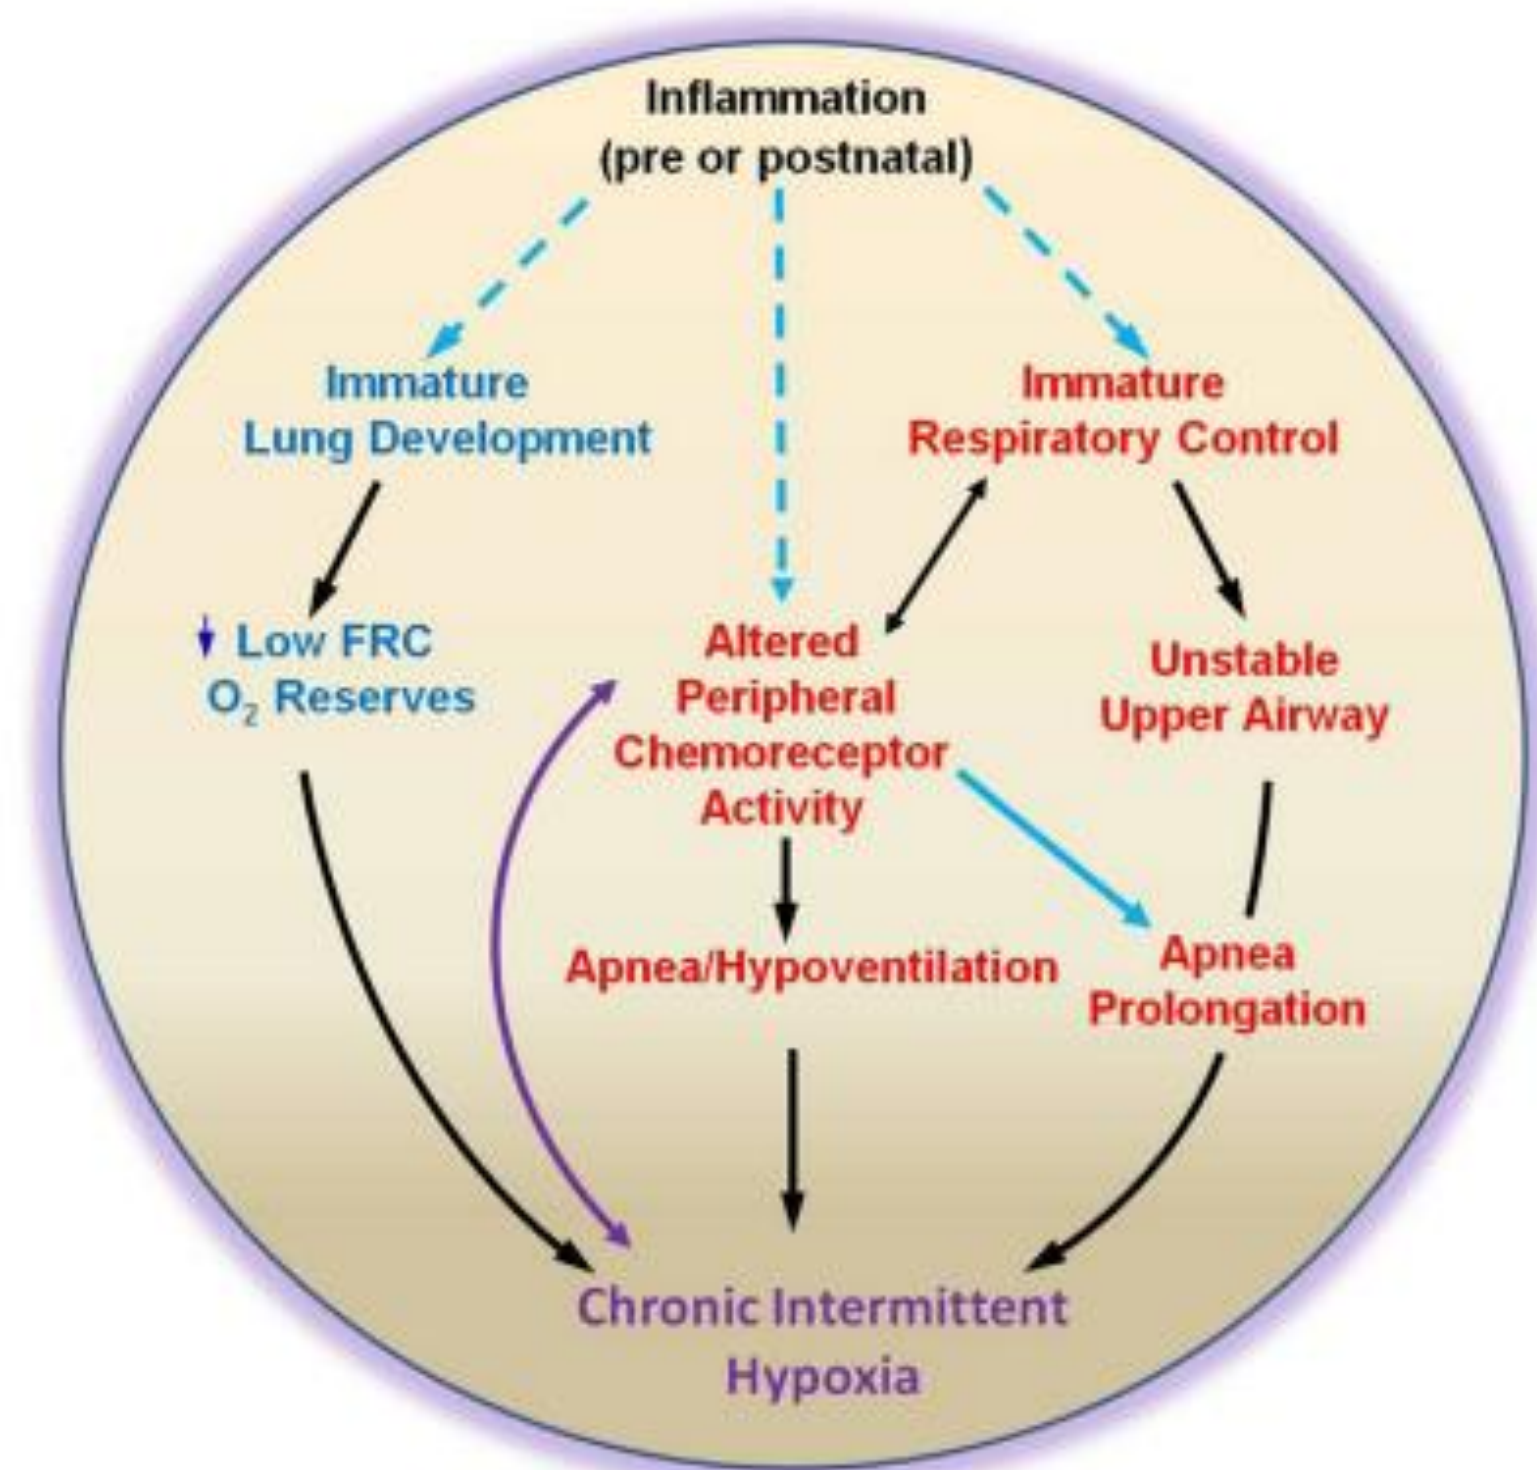 Inflammation
(pre or postnatal)
Immature
Lung Development
Immature
Respiratory Control
Low FRC
O₂ Reserves
Altered
Peripheral
Chemoreceptor
Activity
Unstable
Upper Airway
Apnea/Hypoventilation
Apnea
Prolongation
Chronic Intermittent
Hypoxia